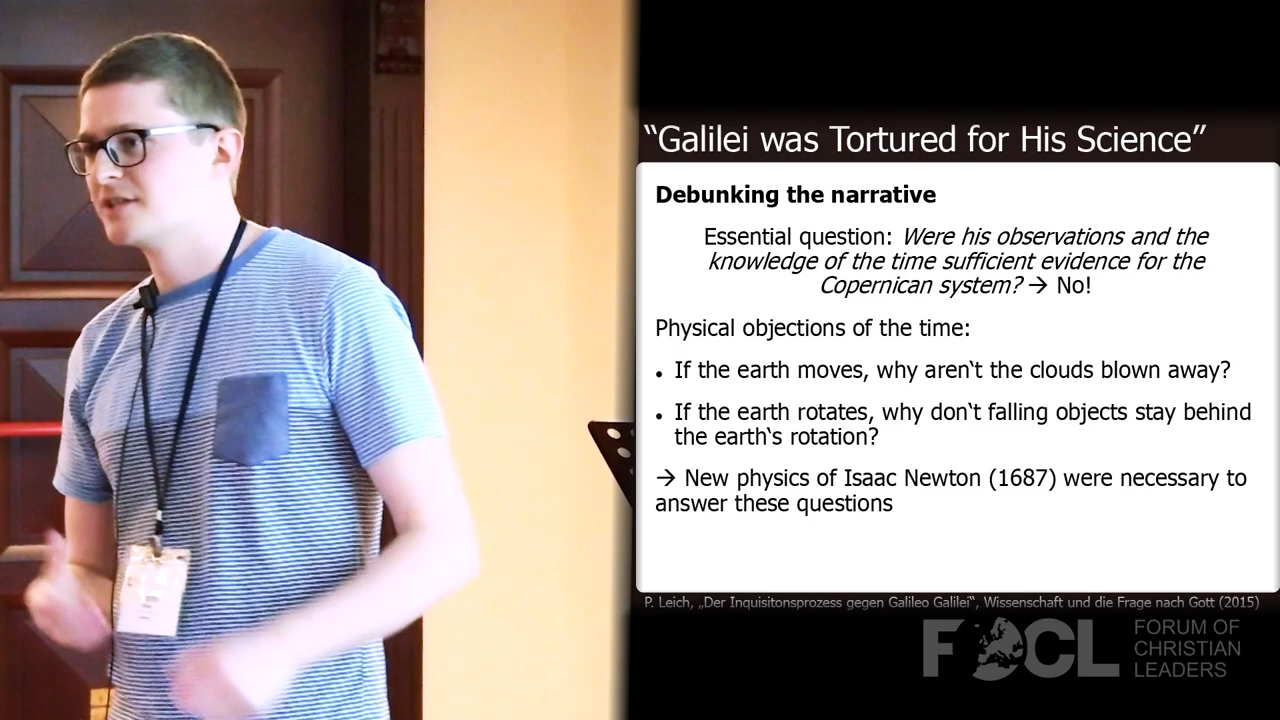 “Galilei was Tortured for His Science”
Debunking the narrative
Essential question: Were his observations and the
knowledge of the time sufficient evidence for the
Copernican system? → No!
Physical objections of the time:
• If the earth moves, why aren‘t the clouds blown away?
• If the earth rotates, why don‘t falling objects stay behind
the earth‘s rotation?
→ New physics of Isaac Newton (1687) were necessary to
answer these questions
P. Leich, „Der Inquisitonsprozess gegen Galileo Galilei“, Wissenschaft und die Frage nach Gott (2015)
FOCL
FORUM OF
CHRISTIAN
LEADERS